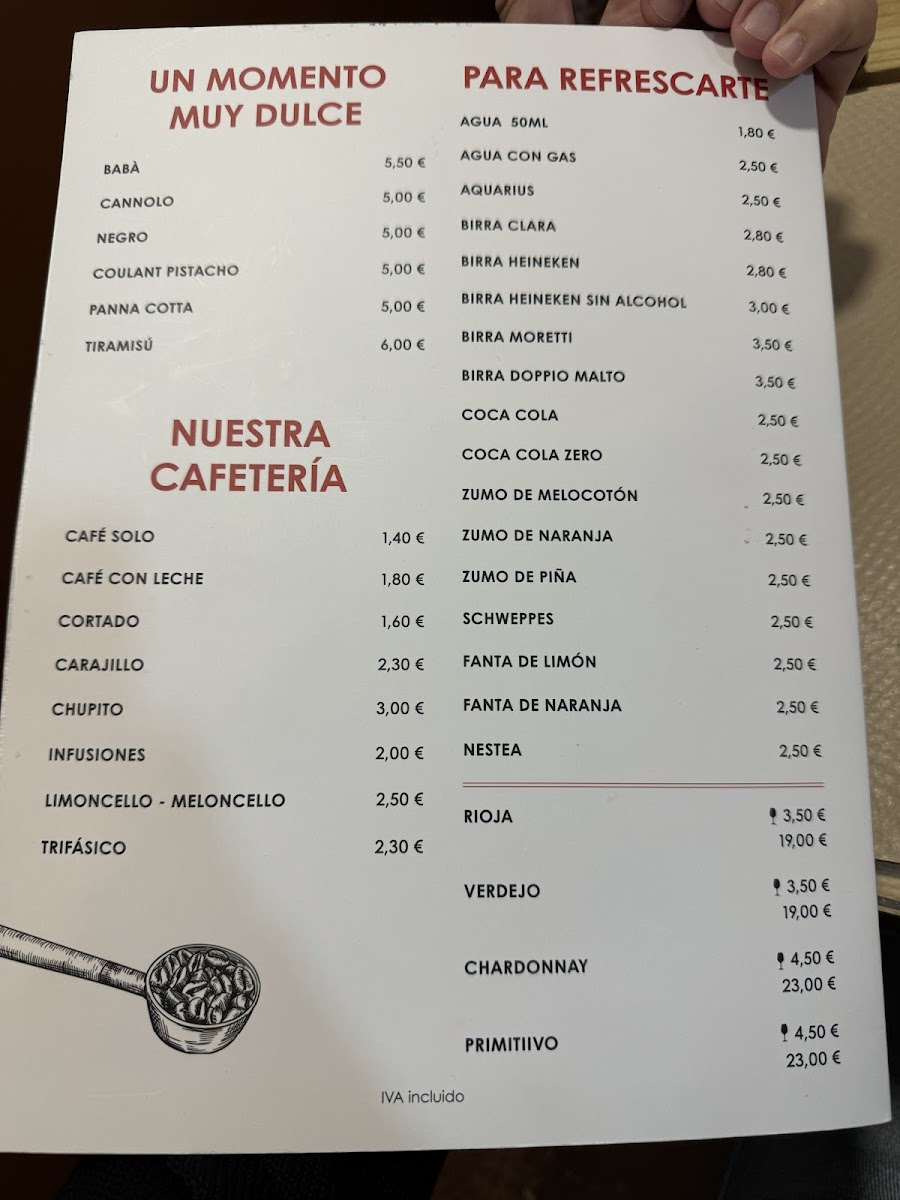 UN MOMENTO
MUY DULCE
BABÀ 5,50 €
CANNOLO 5,00 €
NEGRO 5,00 €
COULANT PISTACHO 5,00 €
PANNA COTTA 5,00 €
TIRAMISÚ 6,00 €
NUESTRA
CAFETERÍA
CAFÉ SOLO 1,40 €
CAFÉ CON LECHE 1,80 €
CORTADO 1,60 €
CARAJILLO 2,30 €
CHUPITO 3,00 €
INFUSIONES 2,00 €
LIMONCELLO - MELONCELLO 2,50 €
TRIFÁSICO 2,30 €
PARA REFRESCARTE
AGUA 50ML 1,80 €
AGUA CON GAS 2,50 €
AQUARIUS 2,50 €
BIRRA CLARA 2,80 €
BIRRA HEINEKEN 2,80 €
BIRRA HEINEKEN SIN ALCOHOL 3,00 €
BIRRA MORETTI 3,50 €
BIRRA DOPPIO MALTO 3,50 €
COCA COLA 2,50 €
COCA COLA ZERO 2,50 €
ZUMO DE MELOCOTÓN 2,50 €
ZUMO DE NARANJA 2,50 €
ZUMO DE PIÑA 2,50 €
SCHWEPPES 2,50 €
FANTA DE LIMÓN 2,50 €
FANTA DE NARANJA 2,50 €
NESTEA 2,50 €
RIOJA 3,50 €
19,00 €
VERDEJO 3,50 €
19,00 €
CHARDONNAY 4,50 €
23,00 €
PRIMITIIVO 4,50 €
23,00 €
IVA incluido